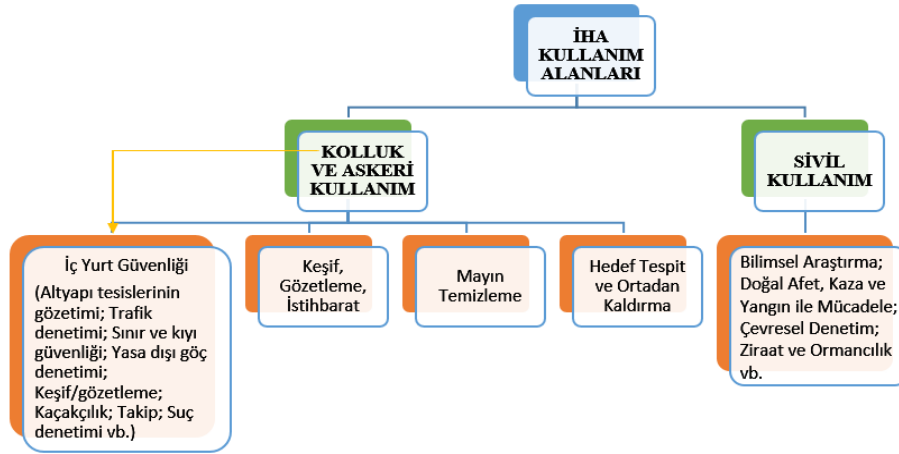 İHA
KULLANIM
ALANLARI
KOLLUK
VE ASKERİ
KULLANIM
SİVİL
KULLANIM
İç Yurt Güvenliği
(Altyapı tesislerinin
gözetimi; Trafik
denetimi; Sınır ve kıyı
güvenliği; Yasa dışı göç
denetimi;
Keşif/gözetleme;
Kaçakçılık; Takip; Suç
denetimi vb.)
Keşif,
Gözetleme,
İstihbarat
Mayın
Temizleme
Hedef Tespit
ve Ortadan
Kaldırma
Bilimsel Araştırma;
Doğal Afet, Kaza ve
Yangın ile Mücadele;
Çevresel Denetim;
Ziraat ve Ormancılık
vb.